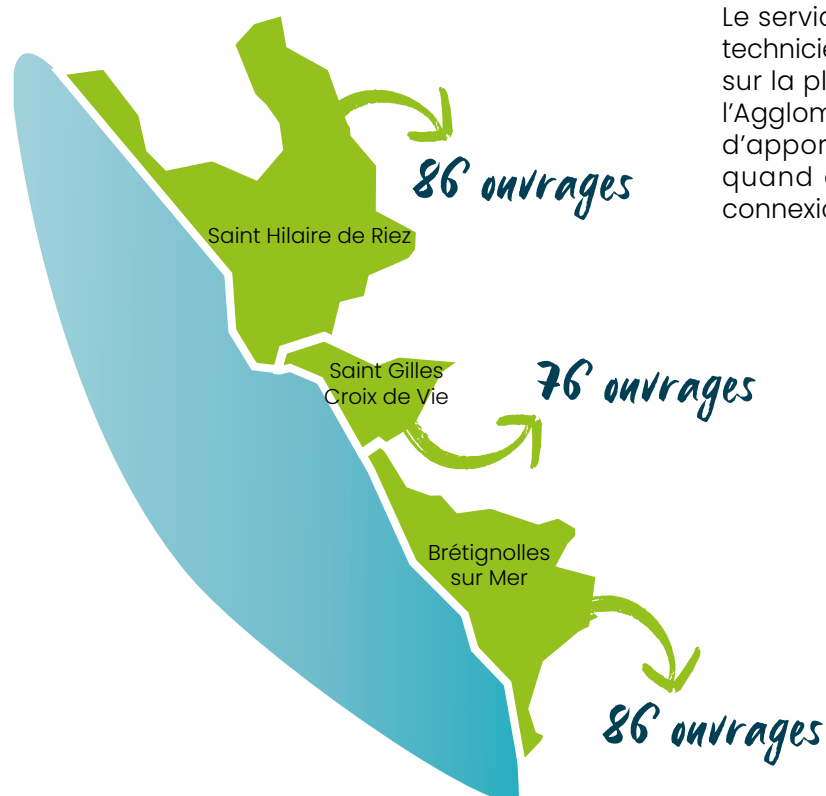 Le servic
technicie
sur la pl
l'Agglom
d'appor
quand
connexi
86 ouvrages
Saint Hilaire de Riez
Saint Gilles
Croix de Vie
76 ouvrages
Brétignolles
sur Mer
86 ouvrages